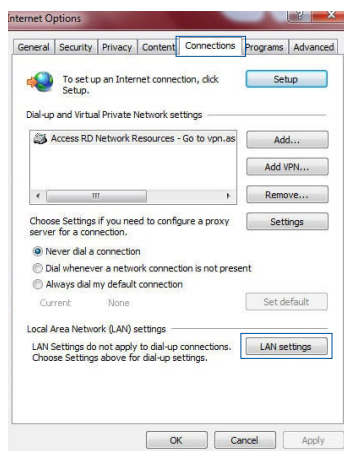 Internet Options
General Security Privacy Content Connections Programs Advanced
To set up an Internet connection, click
Setup.
Setup
Dial-up and Virtual Private Network settings
Access RD Network Resources - Go to vpn.as
Add...
Add VPN...
Remove...
Choose Settings if you need to configure a proxy
server for a connection.
Settings
Never dial a connection
Dial whenever a network connection is not present
Always dial my default connection
Current None
Set default
Local Area Network (LAN) settings
LAN Settings do not apply to dial-up connections.
Choose Settings above for dial-up settings.
LAN settings
OK Cancel Apply